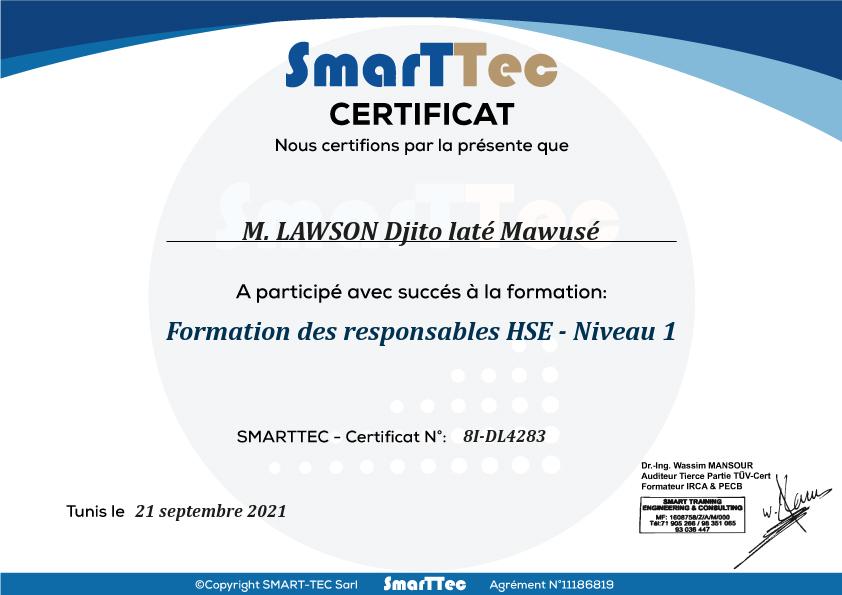 SmarTTec
CERTIFICAT
Nous certifions par la présente que
SmarTTec
M. LAWSON Djito laté Mawusé
A participé avec succés à la formation:
Formation des responsables HSE - Niveau 1
SMARTTEC - Certificat N°: 8I-DL4283
Dr.-Ing. Wassim MANSOUR
Auditeur Tierce Partie TÜV-Cert
Formateur IRCA & PECB
SMART TRAINING
ENGINEERING & CONSULTING
MF: 1608758/Z/A/M/000
Tél:71 905 266 / 98 351 065
93 036 447
Tunis le 21 septembre 2021
©Copyright SMART-TEC Sarl SmarTTec Agrément N°11186819